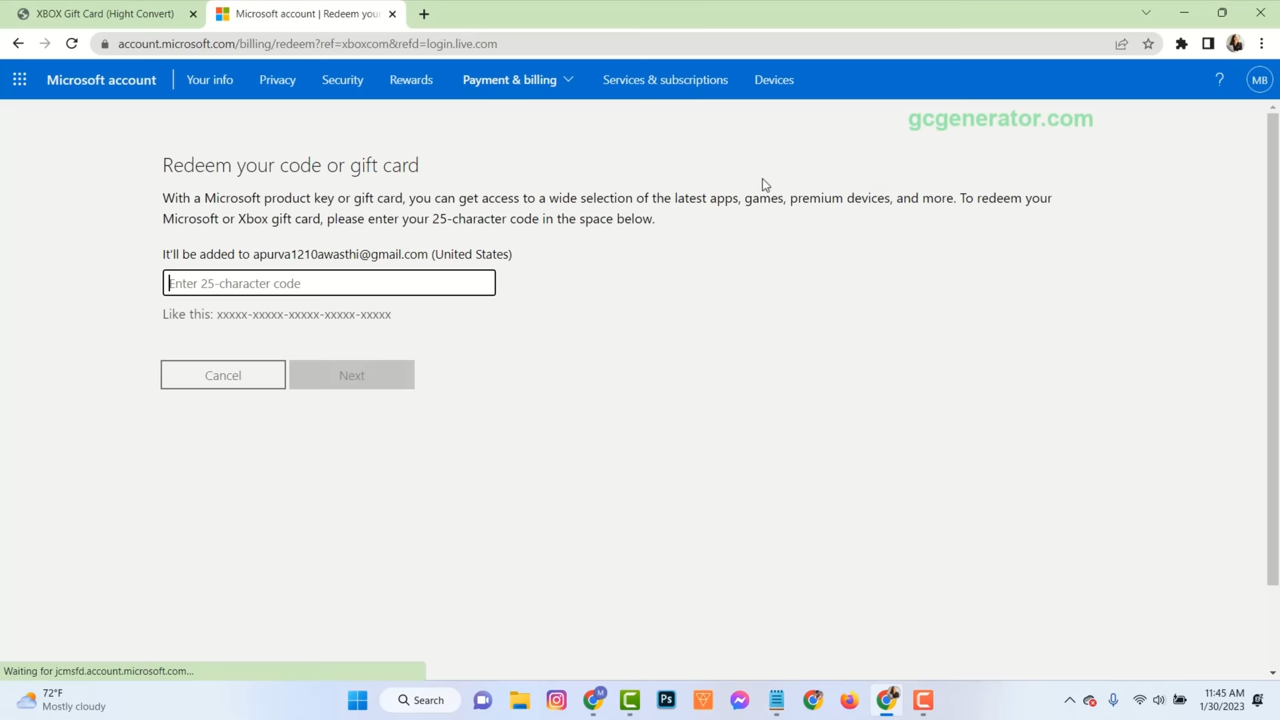 XBOX Gift Card (Hight Convert)
Microsoft account | Redeem you
account.microsoft.com/billing/redeem?ref=xboxcom&refd=login.live.com
Microsoft account
Your info
Privacy
Security
Rewards
Payment & billing
Services & subscriptions
Devices
?
MB
gcgenerator.com
Redeem your code or gift card
With a Microsoft product key or gift card, you can get access to a wide selection of the latest apps, games, premium devices, and more. To redeem your
Microsoft or Xbox gift card, please enter your 25-character code in the space below.
It'll be added to apurva1210awasthi@gmail.com (United States)
Enter 25-character code
Like this: xxxxx-xxxxx-xxxxx-xxxxx-xxxxx
Cancel
Next
Waiting for jcmsfd.account.microsoft.com...
72°F
Mostly cloudy
Search
M
Ps
11:45 AM
1/30/2023